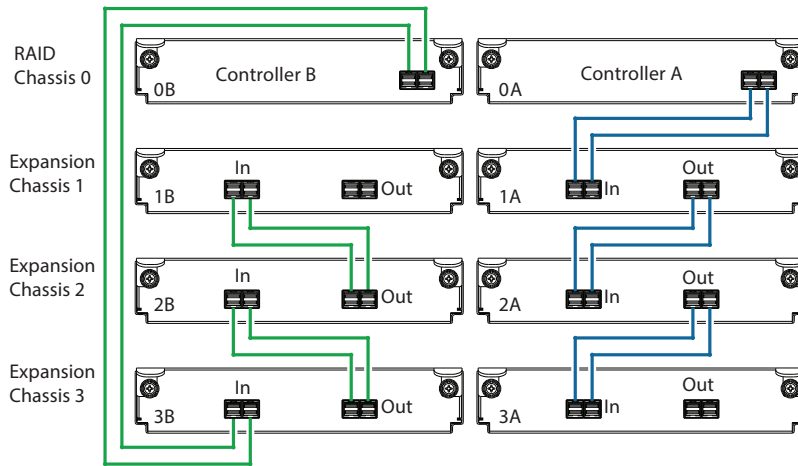 RAID
Chassis 0
Controller B
0B
Controller A
0A
Expansion
Chassis 1
In
Out
1B
Out
In
1A
Expansion
Chassis 2
In
Out
2B
Out
In
2A
Expansion
Chassis 3
In
Out
3B
Out
In
3A